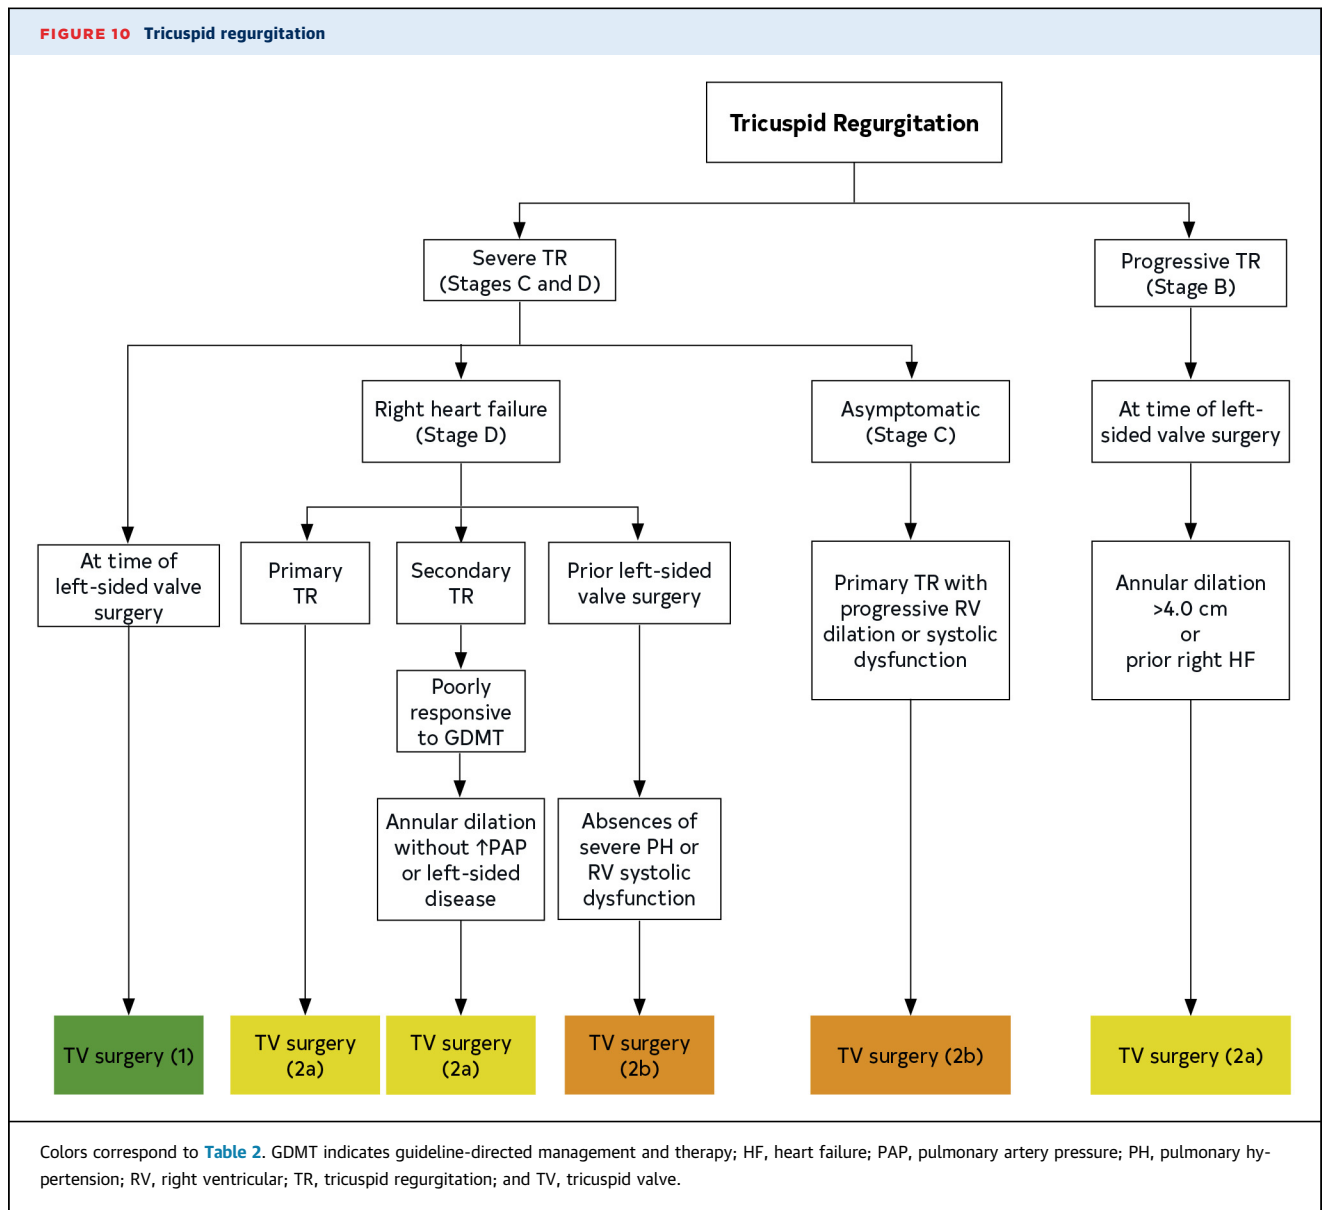 FIGURE 10 Tricuspid regurgitation
Tricuspid Regurgitation
Severe TR
(Stages C and D)
Progressive TR
(Stage B)
Right heart failure
(Stage D)
Asymptomatic
(Stage C)
At time of left-
sided valve surgery
At time of
left-sided valve
surgery
Primary
TR
Secondary
TR
Prior left-sided
valve surgery
Primary TR with
progressive RV
dilation or systolic
dysfunction
Annular dilation
>4.0 cm
or
prior right HF
Poorly
responsive
to GDMT
Annular dilation
without ↑PAP
or left-sided
disease
Absences of
severe PH or
RV systolic
dysfunction
TV surgery (1)
TV surgery
(2a)
TV surgery
(2a)
TV surgery
(2b)
TV surgery (2b)
TV surgery (2a)
Colors correspond to Table 2. GDMT indicates guideline-directed management and therapy; HF, heart failure; PAP, pulmonary artery pressure; PH, pulmonary hy-
pertension; RV, right ventricular; TR, tricuspid regurgitation; and TV, tricuspid valve.